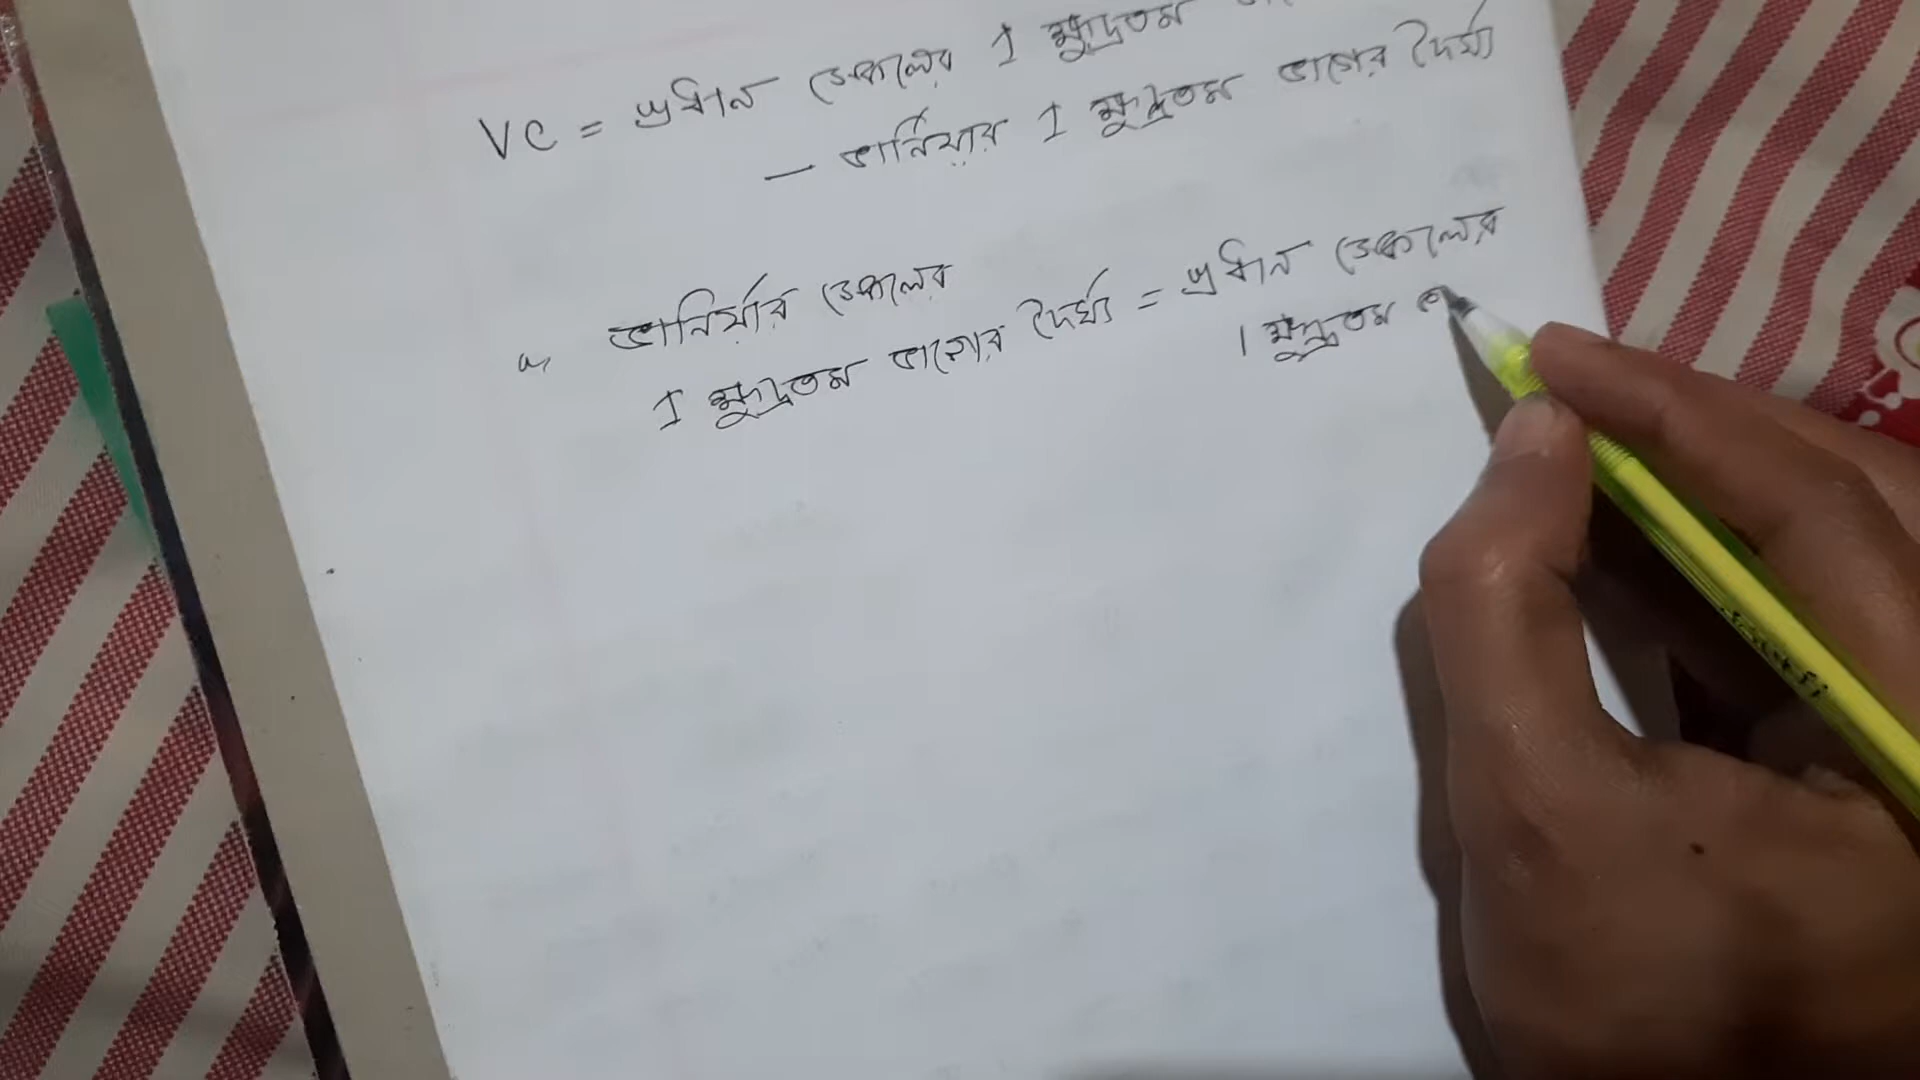 VC = প্রধান স্কেলের 1 ক্ষুদ্রতম
— ভার্নিয়ার 1 ক্ষুদ্রতম ভাগের দৈর্ঘ্য
a, ভার্নিয়ার স্কেলের
1 ক্ষুদ্রতম ভাগের দৈর্ঘ্য = প্রধান স্কেলের
1 ক্ষুদ্রতম